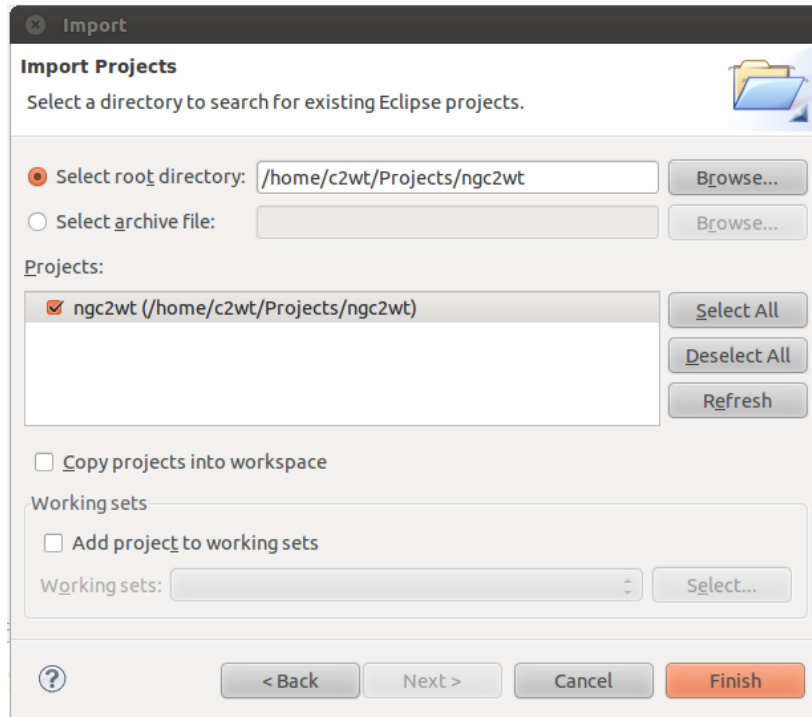 Import
Import Projects
Select a directory to search for existing Eclipse projects.
Select root directory: /home/c2wt/Projects/ngc2wt Browse...
Select archive file: Browse...
Projects:
ngc2wt (/home/c2wt/Projects/ngc2wt)
Select All
Deselect All
Refresh
Copy projects into workspace
Working sets
Add project to working sets
Working sets: Select...
? < Back Next > Cancel Finish